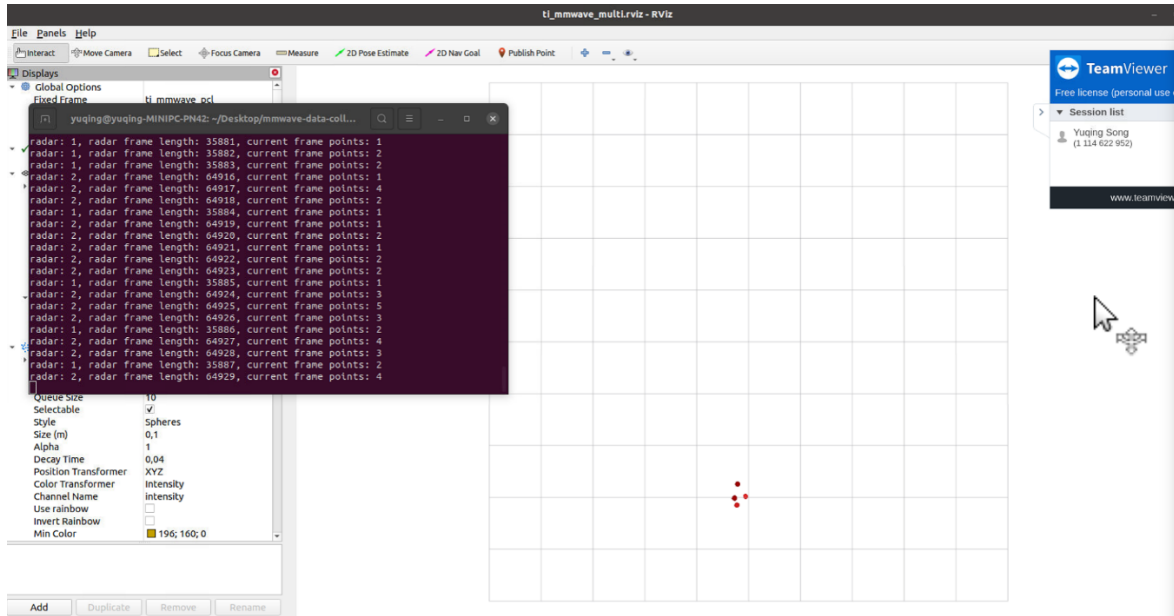 ti_mmwave_multi.rviz - RViz
File Panels Help
Interact Move Camera Select Focus Camera Measure 2D Pose Estimate 2D Nav Goal Publish Point
Displays
Global Options
Fixed Frame ti_mmwave_pcl
yuqing@yuqing-MINIPC-PN42: ~/Desktop/mmwave-data-coll...
radar: 1, radar frame length: 35881, current frame points: 1
radar: 1, radar frame length: 35882, current frame points: 2
radar: 1, radar frame length: 35883, current frame points: 2
radar: 2, radar frame length: 64916, current frame points: 1
radar: 2, radar frame length: 64917, current frame points: 4
radar: 2, radar frame length: 64918, current frame points: 2
radar: 1, radar frame length: 35884, current frame points: 1
radar: 2, radar frame length: 64919, current frame points: 1
radar: 2, radar frame length: 64920, current frame points: 2
radar: 2, radar frame length: 64921, current frame points: 1
radar: 2, radar frame length: 64922, current frame points: 2
radar: 2, radar frame length: 64923, current frame points: 2
radar: 1, radar frame length: 35885, current frame points: 1
radar: 2, radar frame length: 64924, current frame points: 3
radar: 2, radar frame length: 64925, current frame points: 5
radar: 2, radar frame length: 64926, current frame points: 3
radar: 1, radar frame length: 35886, current frame points: 2
radar: 2, radar frame length: 64927, current frame points: 4
radar: 2, radar frame length: 64928, current frame points: 3
radar: 1, radar frame length: 35887, current frame points: 2
radar: 2, radar frame length: 64929, current frame points: 4
Queue Size 10
Selectable
Style Spheres
Size (m) 0,1
Alpha 1
Decay Time 0,04
Position Transformer XYZ
Color Transformer Intensity
Channel Name intensity
Use rainbow
Invert Rainbow
Min Color 196; 160; 0
Add Duplicate Remove Rename
TeamViewer
Free license (personal use
Session list
Yuqing Song
(1 114 622 952)
www.teamview